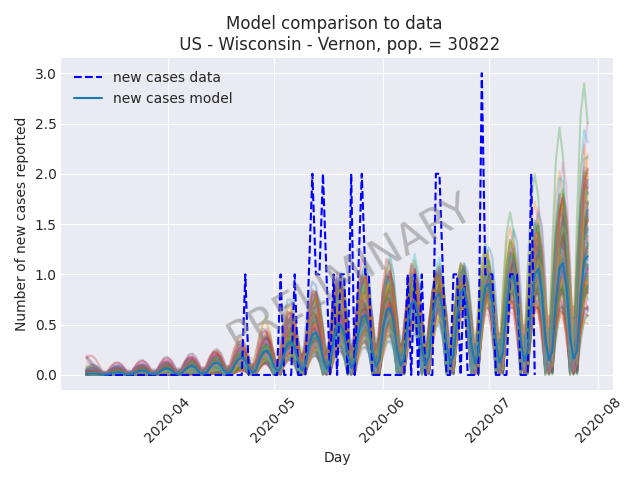 Model comparison to data
US - Wisconsin - Vernon, pop. = 30822
new cases data
new cases model
PRELIMINARY
Number of new cases reported
3.0
2.5
2.0
1.5
1.0
0.5
0.0
2020-04
2020-05
2020-06
2020-07
2020-08
Day